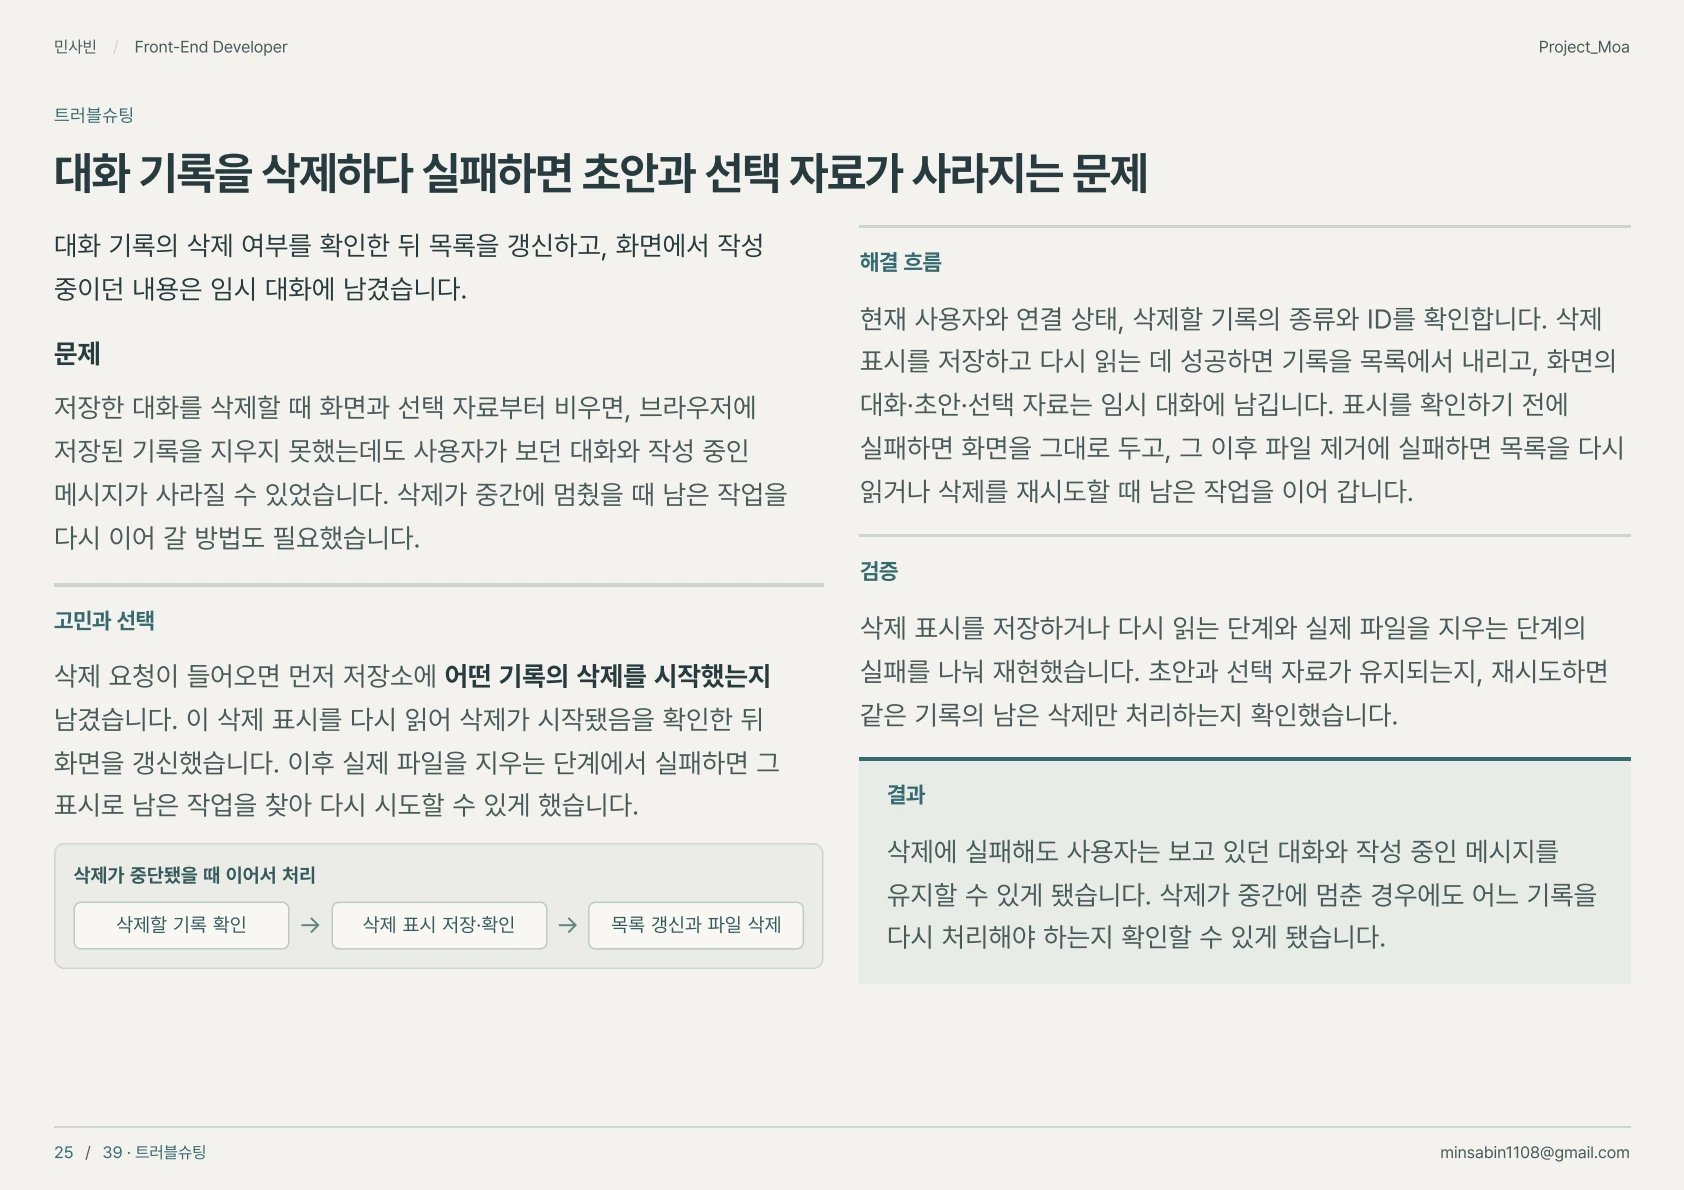 민사빈 / Front-End Developer
Project_Moa
트러블슈팅
대화 기록을 삭제하다 실패하면 초안과 선택 자료가 사라지는 문제
대화 기록의 삭제 여부를 확인한 뒤 목록을 갱신하고, 화면에서 작성
중이던 내용은 임시 대화에 남겼습니다.
문제
저장한 대화를 삭제할 때 화면과 선택 자료부터 비우면, 브라우저에
저장된 기록을 지우지 못했는데도 사용자가 보던 대화와 작성 중인
메시지가 사라질 수 있었습니다. 삭제가 중간에 멈췄을 때 남은 작업을
다시 이어 갈 방법도 필요했습니다.
고민과 선택
삭제 요청이 들어오면 먼저 저장소에 어떤 기록의 삭제를 시작했는지
남겼습니다. 이 삭제 표시를 다시 읽어 삭제가 시작됐음을 확인한 뒤
화면을 갱신했습니다. 이후 실제 파일을 지우는 단계에서 실패하면 그
표시로 남은 작업을 찾아 다시 시도할 수 있게 했습니다.
삭제가 중단됐을 때 이어서 처리
삭제할 기록 확인 → 삭제 표시 저장·확인 → 목록 갱신과 파일 삭제
해결 흐름
현재 사용자와 연결 상태, 삭제할 기록의 종류와 ID를 확인합니다. 삭제
표시를 저장하고 다시 읽는 데 성공하면 기록을 목록에서 내리고, 화면의
대화·초안·선택 자료는 임시 대화에 남깁니다. 표시를 확인하기 전에
실패하면 화면을 그대로 두고, 그 이후 파일 제거에 실패하면 목록을 다시
읽거나 삭제를 재시도할 때 남은 작업을 이어 갑니다.
검증
삭제 표시를 저장하거나 다시 읽는 단계와 실제 파일을 지우는 단계의
실패를 나눠 재현했습니다. 초안과 선택 자료가 유지되는지, 재시도하면
같은 기록의 남은 삭제만 처리하는지 확인했습니다.
결과
삭제에 실패해도 사용자는 보고 있던 대화와 작성 중인 메시지를
유지할 수 있게 됐습니다. 삭제가 중간에 멈춘 경우에도 어느 기록을
다시 처리해야 하는지 확인할 수 있게 됐습니다.
25 / 39 · 트러블슈팅
minsabin1108@gmail.com